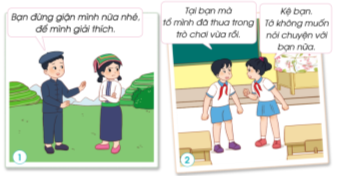 Bạn đừng giận mình nữa nhé,
để mình giải thích.
1
Tại bạn mà
tổ mình đã thua trong
trò chơi vừa rồi.
Kệ bạn.
Tớ không muốn
nói chuyện với
bạn nữa.
2